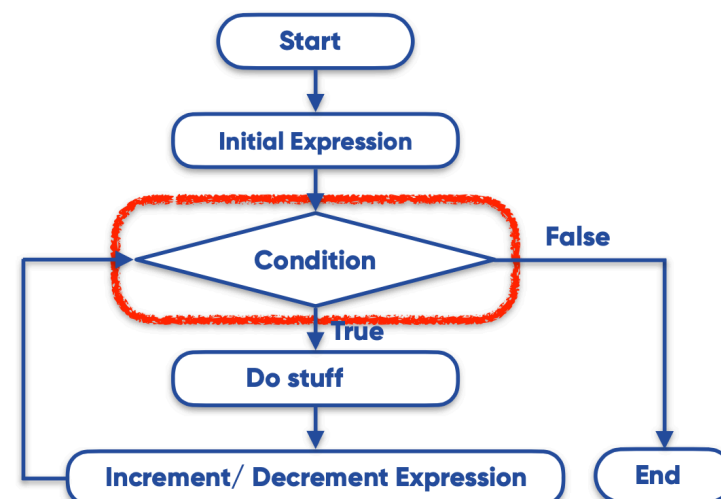 Start
Initial Expression
Condition
False
True
Do stuff
Increment/ Decrement Expression
End